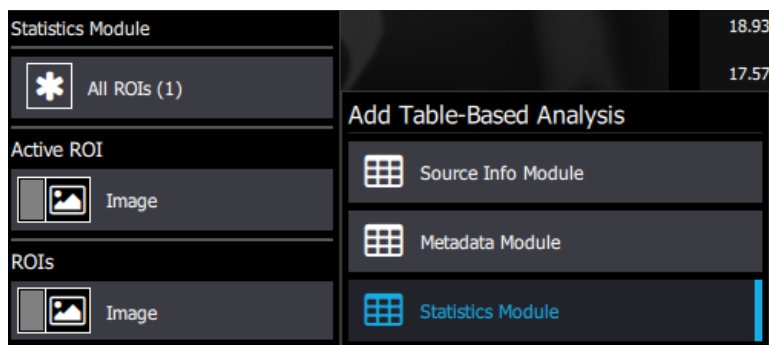 Statistics Module
All ROIs (1)
Active ROI
Image
ROIs
Image
18.93
17.57
Add Table-Based Analysis
Source Info Module
Metadata Module
Statistics Module